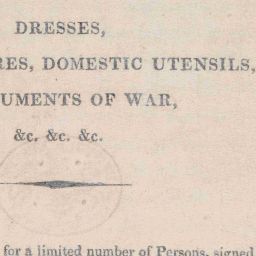 DRESSES,
RES, DOMESTIC UTENSILS,
UMENTS OF WAR,
&c. &c. &c.
for a limited number of Persons, signed